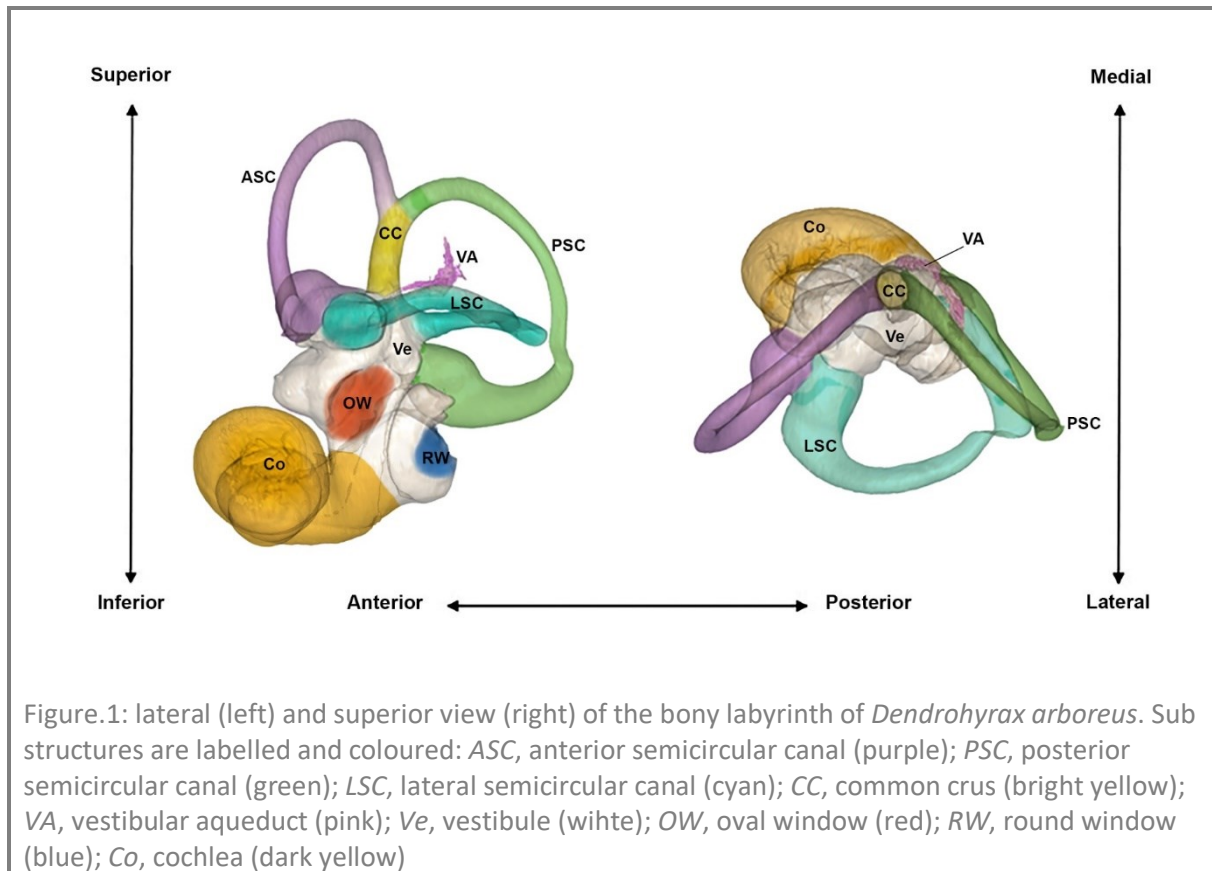 Superior
Medial
ASC
CC
PSC
VA
LSC
Ve
OW
RW
Co
Co
VA
CC
Ve
PSC
LSC
Inferior
Anterior
Posterior
Lateral
Figure.1: lateral (left) and superior view (right) of the bony labyrinth of Dendrohyrax arboreus. Sub
structures are labelled and coloured: ASC, anterior semicircular canal (purple); PSC, posterior
semicircular canal (green); LSC, lateral semicircular canal (cyan); CC, common crus (bright yellow);
VA, vestibular aqueduct (pink); Ve, vestibule (wihte); OW, oval window (red); RW, round window
(blue); Co, cochlea (dark yellow)